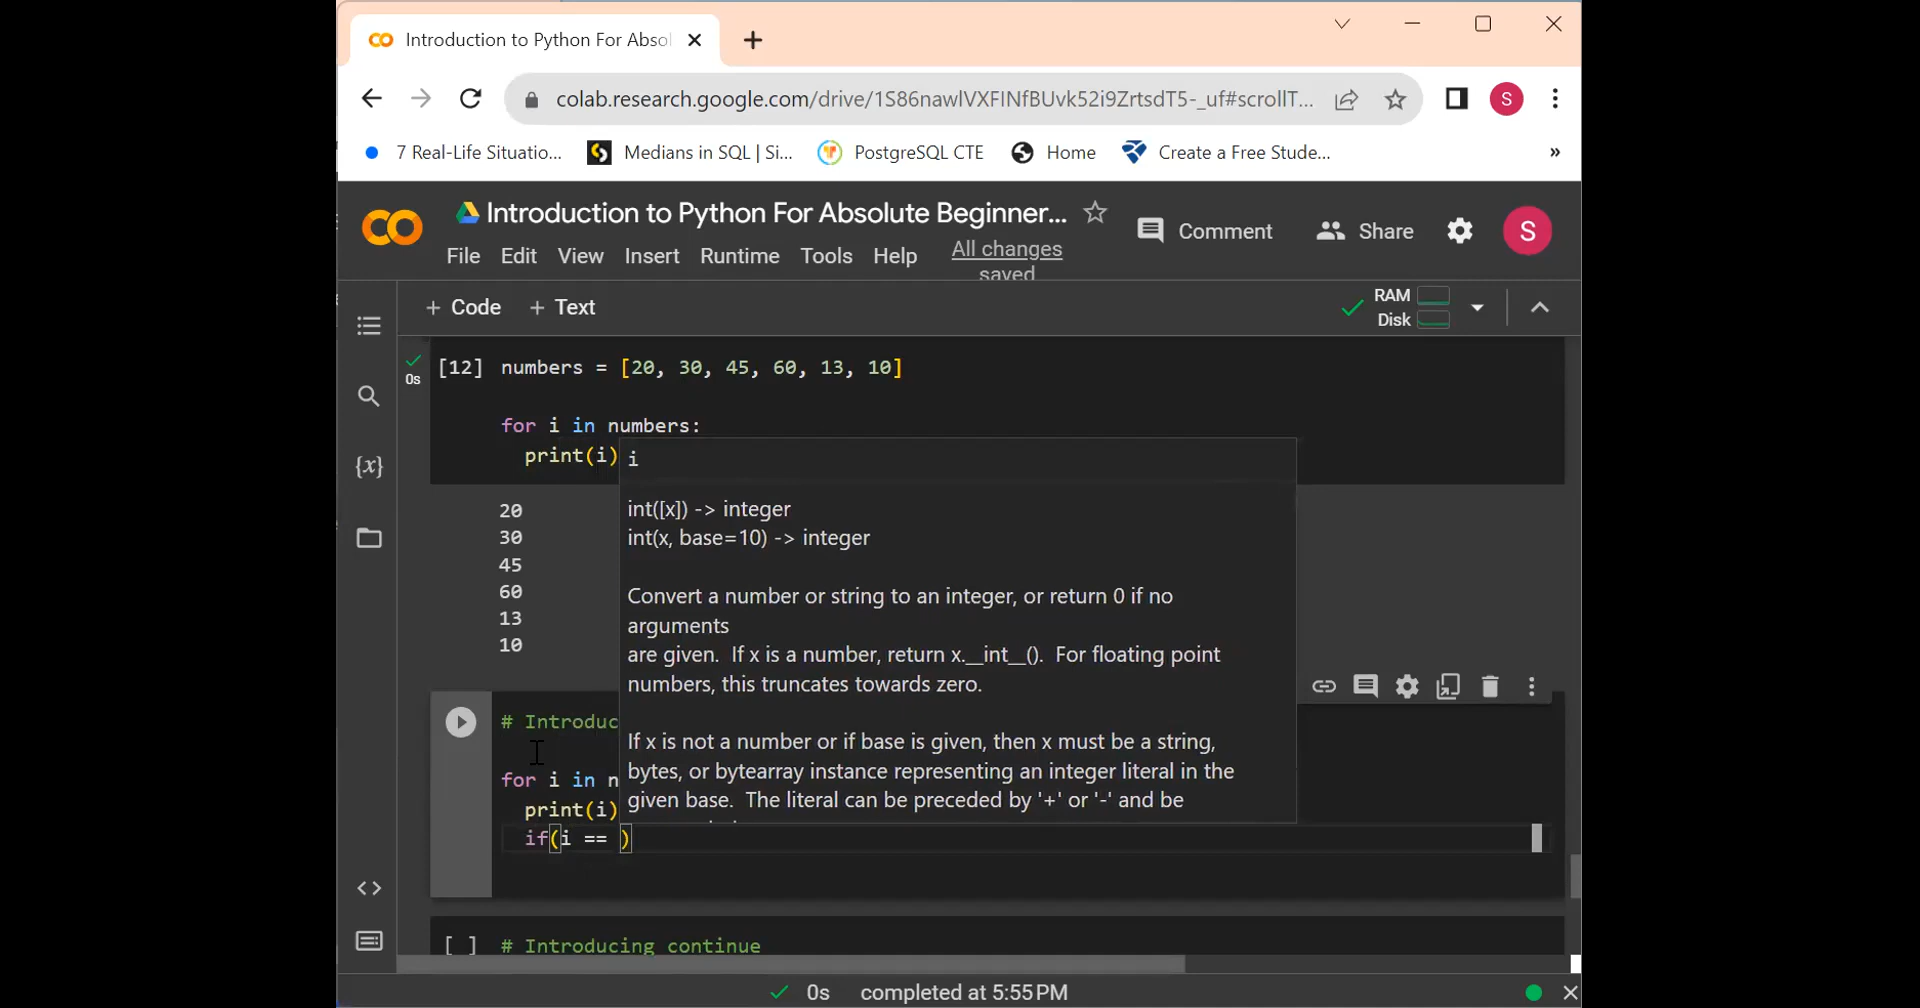 Introduction to Python For Abso
colab.research.google.com/drive/1S86nawlVXFINfBUvk52i9ZrtsdT5-_uf#scrollT...
S
7 Real-Life Situatio...
Medians in SQL | Si...
PostgreSQL CTE
Home
Create a Free Stude...
»
Introduction to Python For Absolute Beginner...
Comment
Share
S
File Edit View Insert Runtime Tools Help
All changes
saved
+ Code + Text
RAM
Disk
0s
[12] numbers = [20, 30, 45, 60, 13, 10]
for i in numbers:
print(i)
i
int([x]) -> integer
int(x, base=10) -> integer
Convert a number or string to an integer, or return 0 if no
arguments
are given. If x is a number, return x.__int__(). For floating point
numbers, this truncates towards zero.
If x is not a number or if base is given, then x must be a string,
bytes, or bytearray instance representing an integer literal in the
given base. The literal can be preceded by '+' or '-' and be
20
30
45
60
13
10
{x}
# Introduc
for i in n
print(i)
if(i == )
[ ] # Introducing continue
0s completed at 5:55 PM